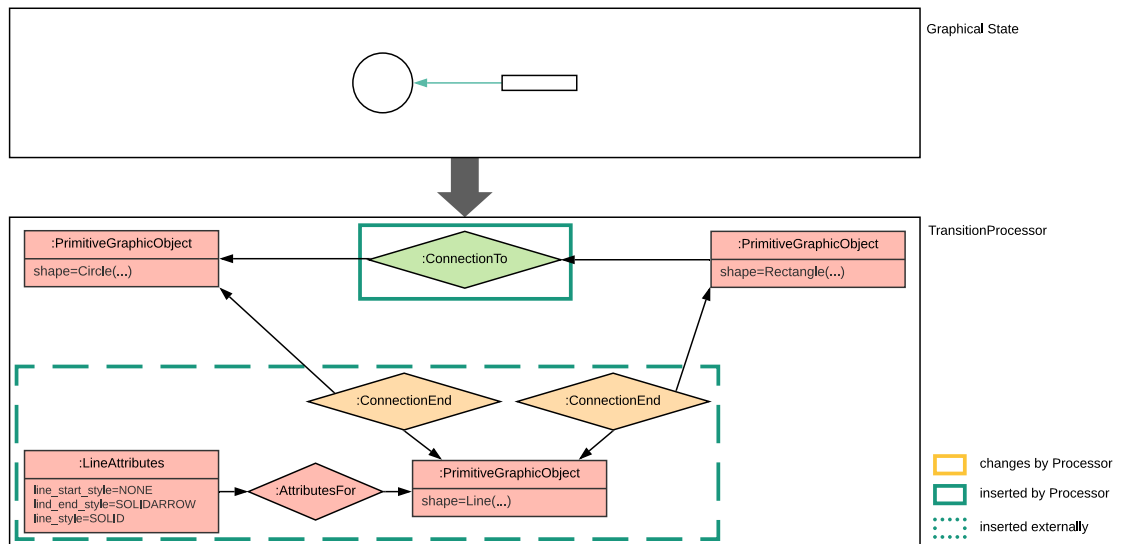 Graphical State
TransitionProcessor
:PrimitiveGraphicObject
shape=Circle(...)
:ConnectionTo
:PrimitiveGraphicObject
shape=Rectangle(...)
:ConnectionEnd
:ConnectionEnd
:LineAttributes
line_start_style=NONE
lind_end_style=SOLIDARROW
line_style=SOLID
:AttributesFor
:PrimitiveGraphicObject
shape=Line(...)
changes by Processor
inserted by Processor
inserted externally